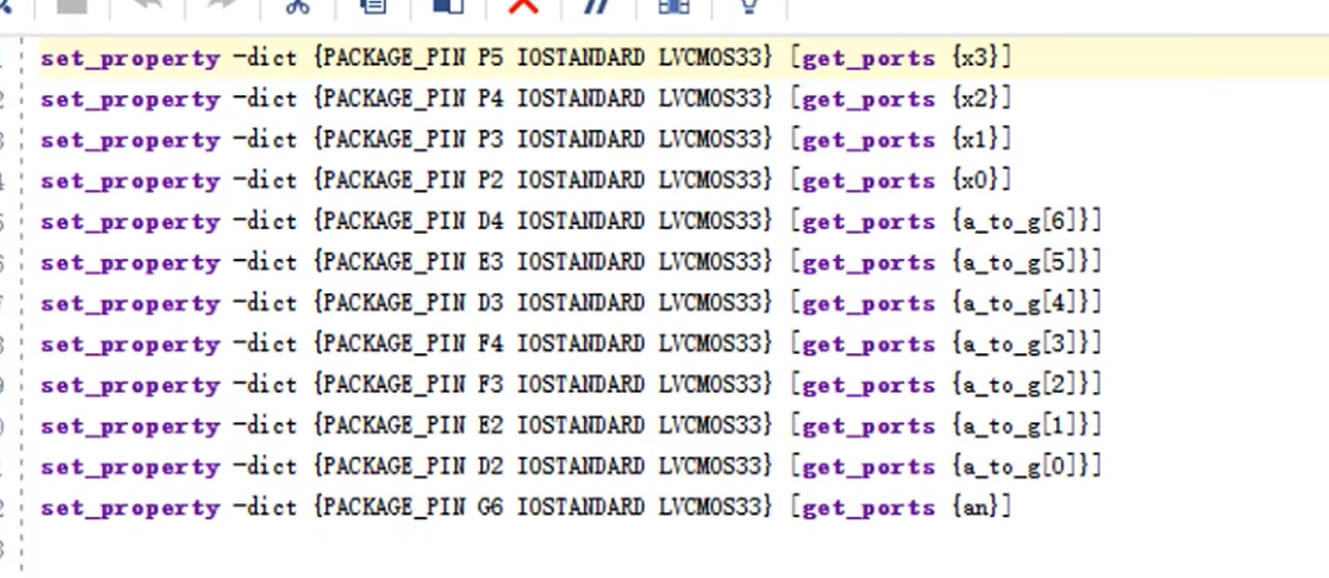 set_property -dict {PACKAGE_PIN P5 IOSTANDARD LVCMOS33} [get_ports {x3}]
set_property -dict {PACKAGE_PIN P4 IOSTANDARD LVCMOS33} [get_ports {x2}]
set_property -dict {PACKAGE_PIN P3 IOSTANDARD LVCMOS33} [get_ports {x1}]
set_property -dict {PACKAGE_PIN P2 IOSTANDARD LVCMOS33} [get_ports {x0}]
set_property -dict {PACKAGE_PIN D4 IOSTANDARD LVCMOS33} [get_ports {a_to_g[6]}]
set_property -dict {PACKAGE_PIN E3 IOSTANDARD LVCMOS33} [get_ports {a_to_g[5]}]
set_property -dict {PACKAGE_PIN D3 IOSTANDARD LVCMOS33} [get_ports {a_to_g[4]}]
set_property -dict {PACKAGE_PIN F4 IOSTANDARD LVCMOS33} [get_ports {a_to_g[3]}]
set_property -dict {PACKAGE_PIN F3 IOSTANDARD LVCMOS33} [get_ports {a_to_g[2]}]
set_property -dict {PACKAGE_PIN E2 IOSTANDARD LVCMOS33} [get_ports {a_to_g[1]}]
set_property -dict {PACKAGE_PIN D2 IOSTANDARD LVCMOS33} [get_ports {a_to_g[0]}]
set_property -dict {PACKAGE_PIN G6 IOSTANDARD LVCMOS33} [get_ports {an}]